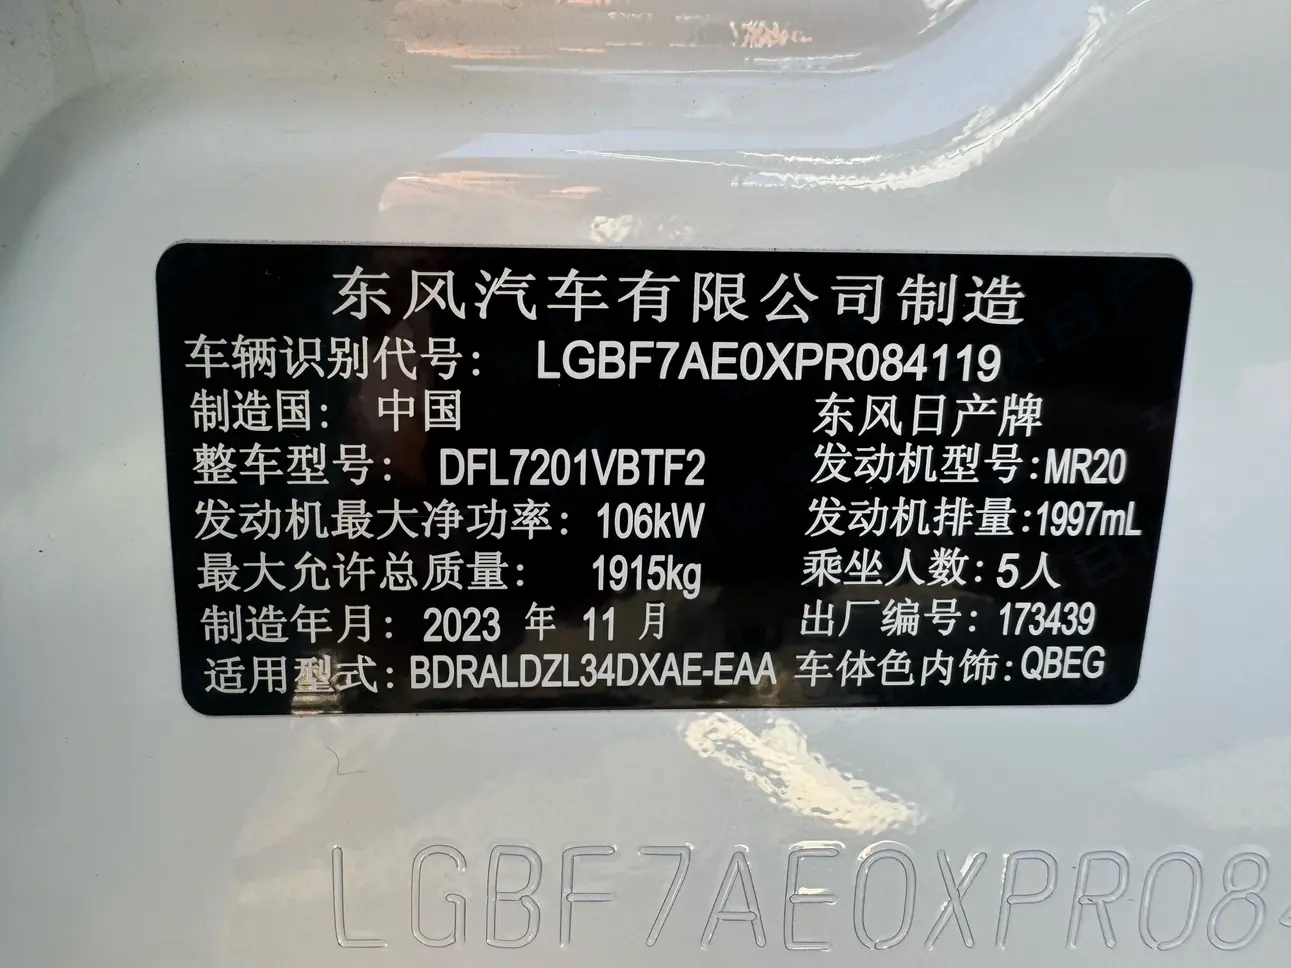 东风汽车有限公司制造
车辆识别代号： LGBF7AE0XPR084119
制造国： 中国 东风日产牌
整车型号： DFL7201VBTF2 发动机型号:MR20
发动机最大净功率：106kW 发动机排量:1997mL
最大允许总质量： 1915kg 乘坐人数：5人
制造年月：2023 年 11 月 出厂编号：173439
适用型式：BDRALDZL34DXAE-EAA 车体色内饰:QBEG
LGBF7AE0XPR08